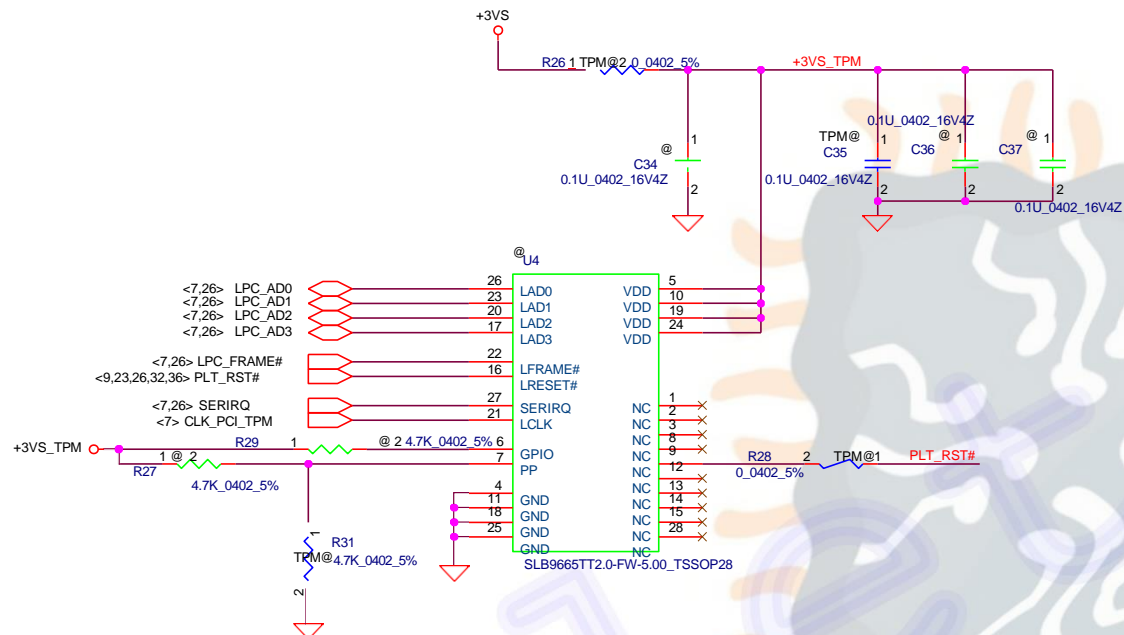 +3VS
R26 1 TPM@ 2 0_0402_5%
+3VS_TPM
0.1U_0402_16V4Z
@ 1
C34
0.1U_0402_16V4Z
2
TPM@ 1
C35
0.1U_0402_16V4Z
2
@ 1
C36
2
@ 1
C37
2
0.1U_0402_16V4Z
@
U4
<7,26> LPC_AD0
<7,26> LPC_AD1
<7,26> LPC_AD2
<7,26> LPC_AD3
<7,26> LPC_FRAME#
<9,23,26,32,36> PLT_RST#
<7,26> SERIRQ
<7> CLK_PCI_TPM
+3VS_TPM
R29 1 @ 2 4.7K_0402_5%
R27 1 @ 2
4.7K_0402_5%
1
R31
TPM@ 4.7K_0402_5%
2
26 LAD0
23 LAD1
20 LAD2
17 LAD3
22 LFRAME#
16 LRESET#
27 SERIRQ
21 LCLK
6 GPIO
7 PP
4 GND
11 GND
18 GND
25 GND
VDD 5
VDD 10
VDD 19
VDD 24
NC 1
NC 2
NC 3
NC 8
NC 9
NC 12
NC 13
NC 14
NC 15
NC 28
R28 2 TPM@ 1 PLT_RST#
0_0402_5%
SLB9665TT2.0-FW-5.00_TSSOP28